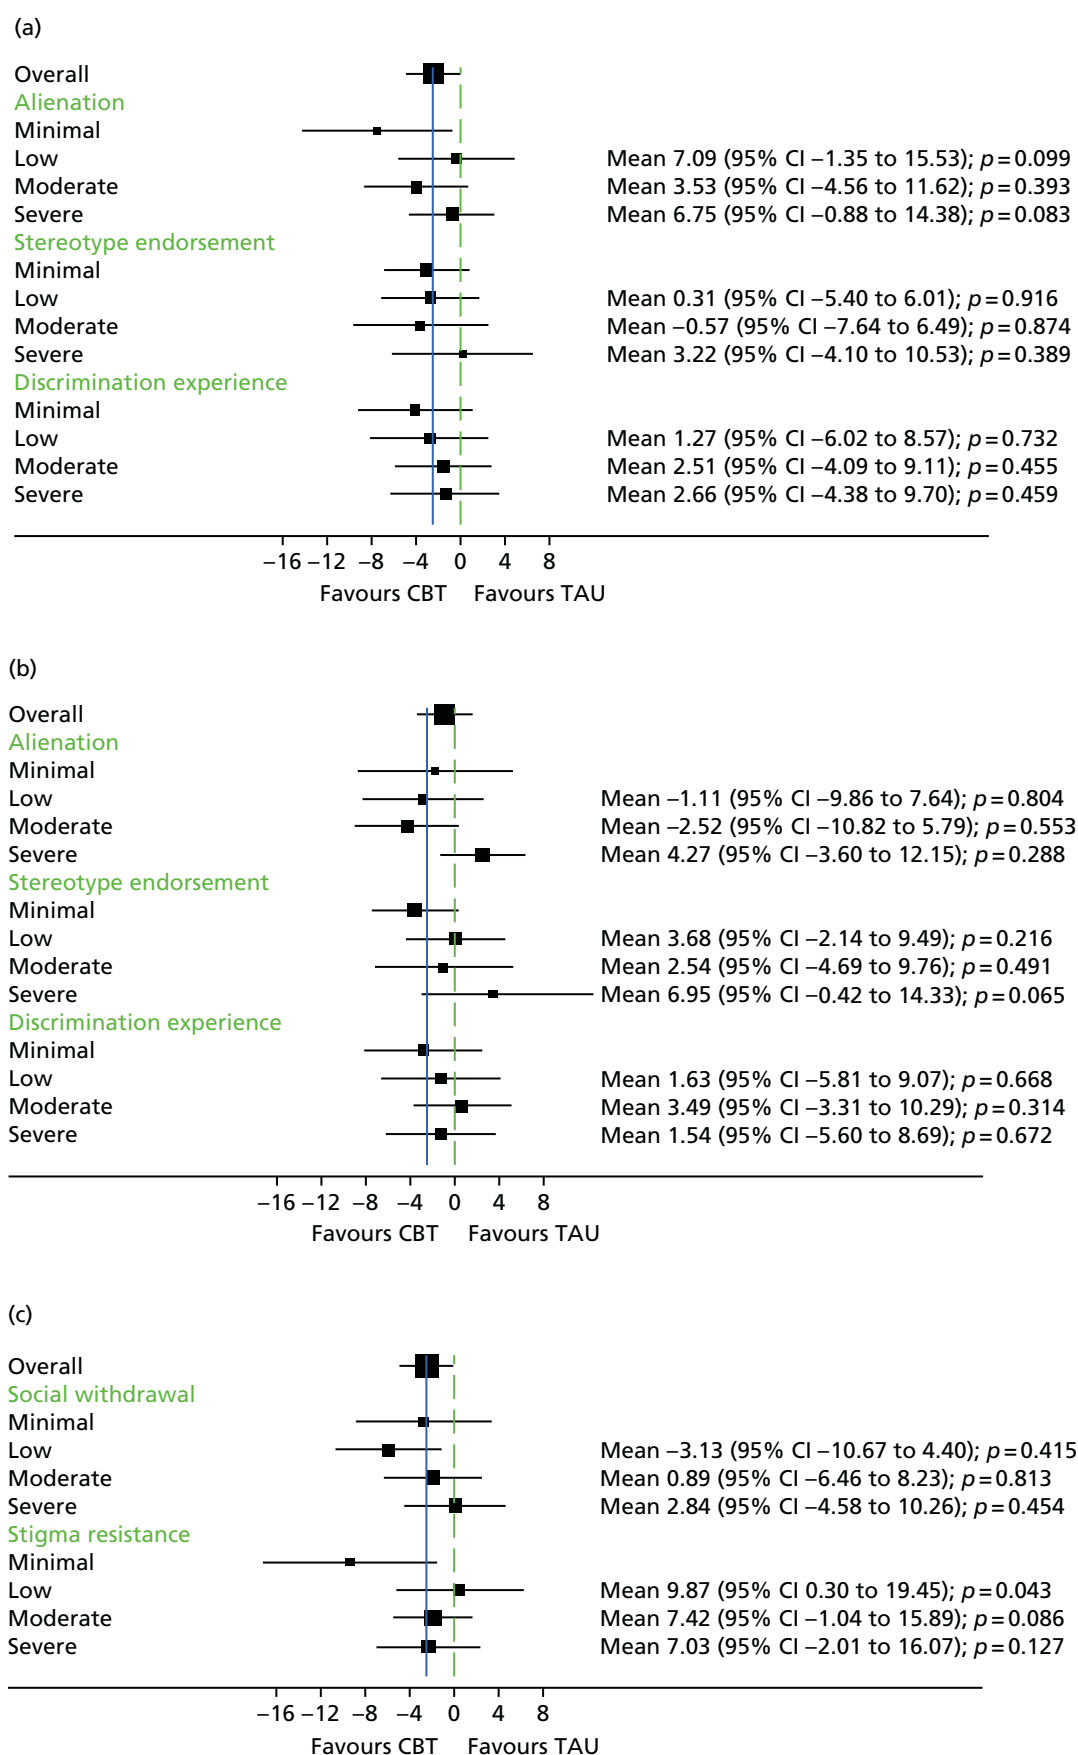 (a)
Overall
Alienation
Minimal
Low Mean 7.09 (95% CI –1.35 to 15.53); p=0.099
Moderate Mean 3.53 (95% CI –4.56 to 11.62); p=0.393
Severe Mean 6.75 (95% CI –0.88 to 14.38); p=0.083
Stereotype endorsement
Minimal
Low Mean 0.31 (95% CI –5.40 to 6.01); p=0.916
Moderate Mean –0.57 (95% CI –7.64 to 6.49); p=0.874
Severe Mean 3.22 (95% CI –4.10 to 10.53); p=0.389
Discrimination experience
Minimal
Low Mean 1.27 (95% CI –6.02 to 8.57); p=0.732
Moderate Mean 2.51 (95% CI –4.09 to 9.11); p=0.455
Severe Mean 2.66 (95% CI –4.38 to 9.70); p=0.459
–16 –12 –8 –4 0 4 8
Favours CBT Favours TAU
(b)
Overall
Alienation
Minimal
Low Mean –1.11 (95% CI –9.86 to 7.64); p=0.804
Moderate Mean –2.52 (95% CI –10.82 to 5.79); p=0.553
Severe Mean 4.27 (95% CI –3.60 to 12.15); p=0.288
Stereotype endorsement
Minimal
Low Mean 3.68 (95% CI –2.14 to 9.49); p=0.216
Moderate Mean 2.54 (95% CI –4.69 to 9.76); p=0.491
Severe Mean 6.95 (95% CI –0.42 to 14.33); p=0.065
Discrimination experience
Minimal
Low Mean 1.63 (95% CI –5.81 to 9.07); p=0.668
Moderate Mean 3.49 (95% CI –3.31 to 10.29); p=0.314
Severe Mean 1.54 (95% CI –5.60 to 8.69); p=0.672
–16 –12 –8 –4 0 4 8
Favours CBT Favours TAU
(c)
Overall
Social withdrawal
Minimal
Low Mean –3.13 (95% CI –10.67 to 4.40); p=0.415
Moderate Mean 0.89 (95% CI –6.46 to 8.23); p=0.813
Severe Mean 2.84 (95% CI –4.58 to 10.26); p=0.454
Stigma resistance
Minimal
Low Mean 9.87 (95% CI 0.30 to 19.45); p=0.043
Moderate Mean 7.42 (95% CI –1.04 to 15.89); p=0.086
Severe Mean 7.03 (95% CI –2.01 to 16.07); p=0.127
–16 –12 –8 –4 0 4 8
Favours CBT Favours TAU